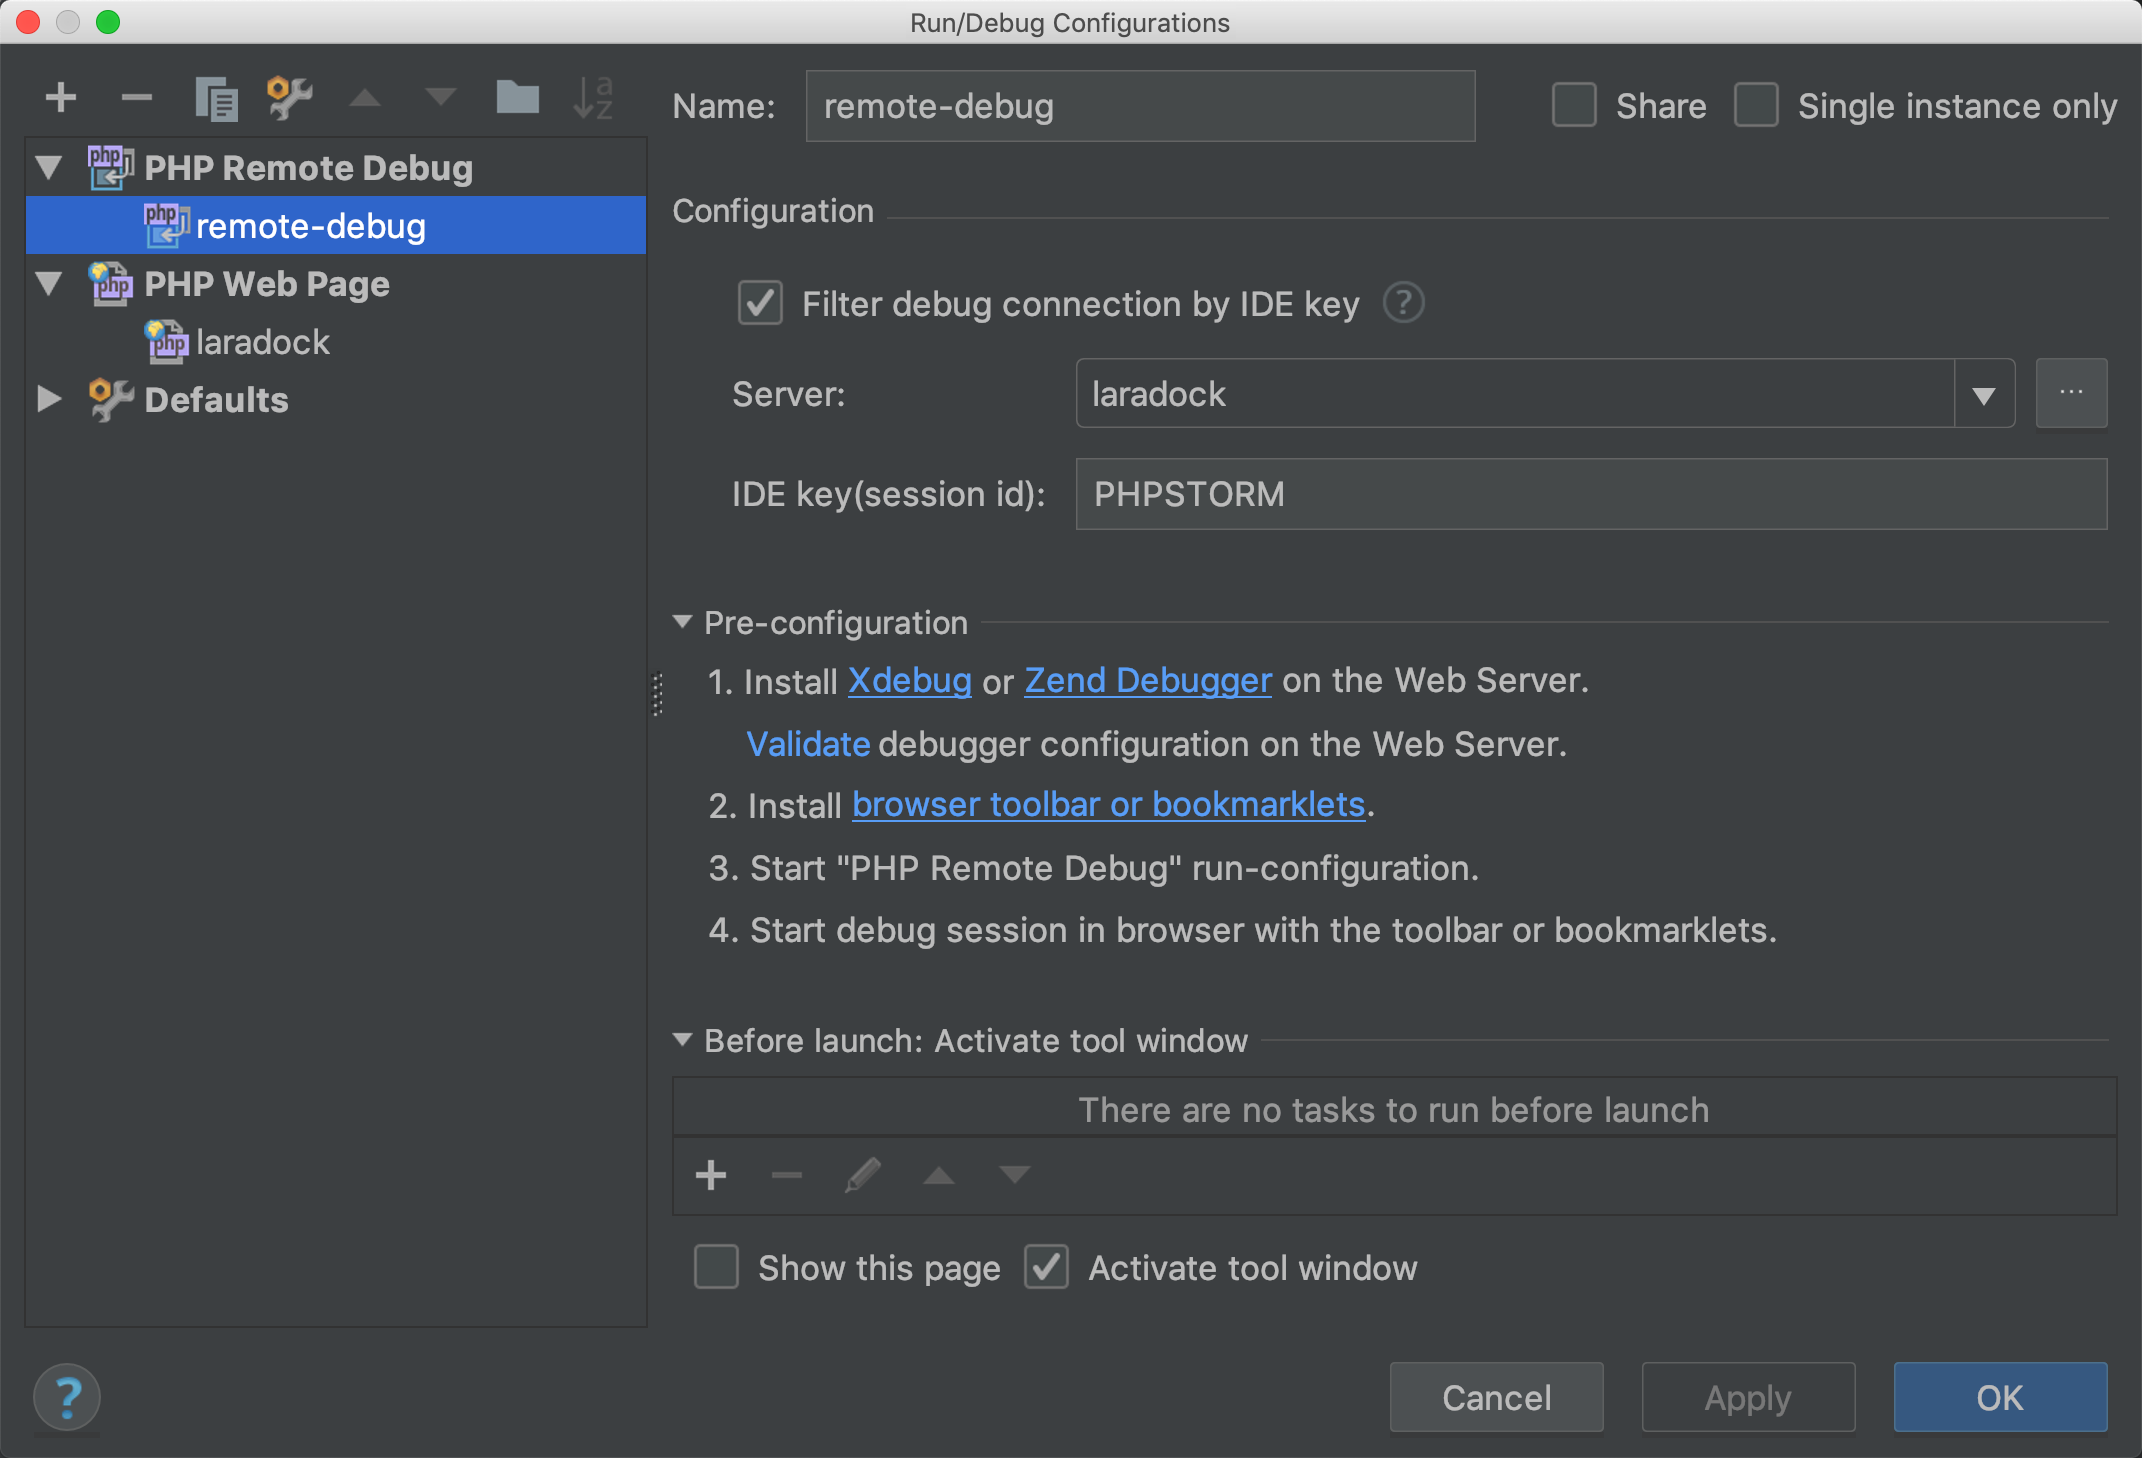 Run/Debug Configurations
Name: remote-debug Share Single instance only
PHP Remote Debug
remote-debug
PHP Web Page
laradock
Defaults
Configuration
Filter debug connection by IDE key ?
Server: laradock ...
IDE key(session id): PHPSTORM
Pre-configuration
1. Install Xdebug or Zend Debugger on the Web Server.
Validate debugger configuration on the Web Server.
2. Install browser toolbar or bookmarklets.
3. Start "PHP Remote Debug" run-configuration.
4. Start debug session in browser with the toolbar or bookmarklets.
Before launch: Activate tool window
There are no tasks to run before launch
Show this page Activate tool window
? Cancel Apply OK